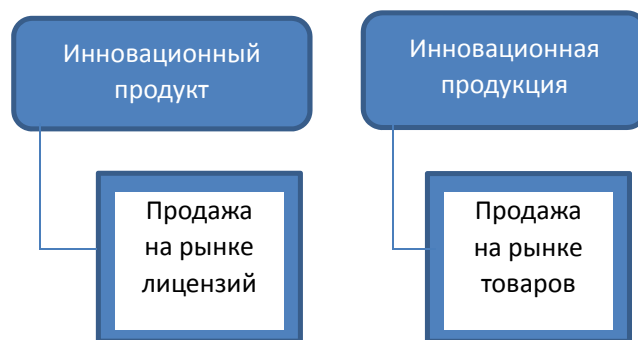 Инновационный
продукт
Инновационная
продукция
Продажа
на рынке
лицензий
Продажа
на рынке
товаров